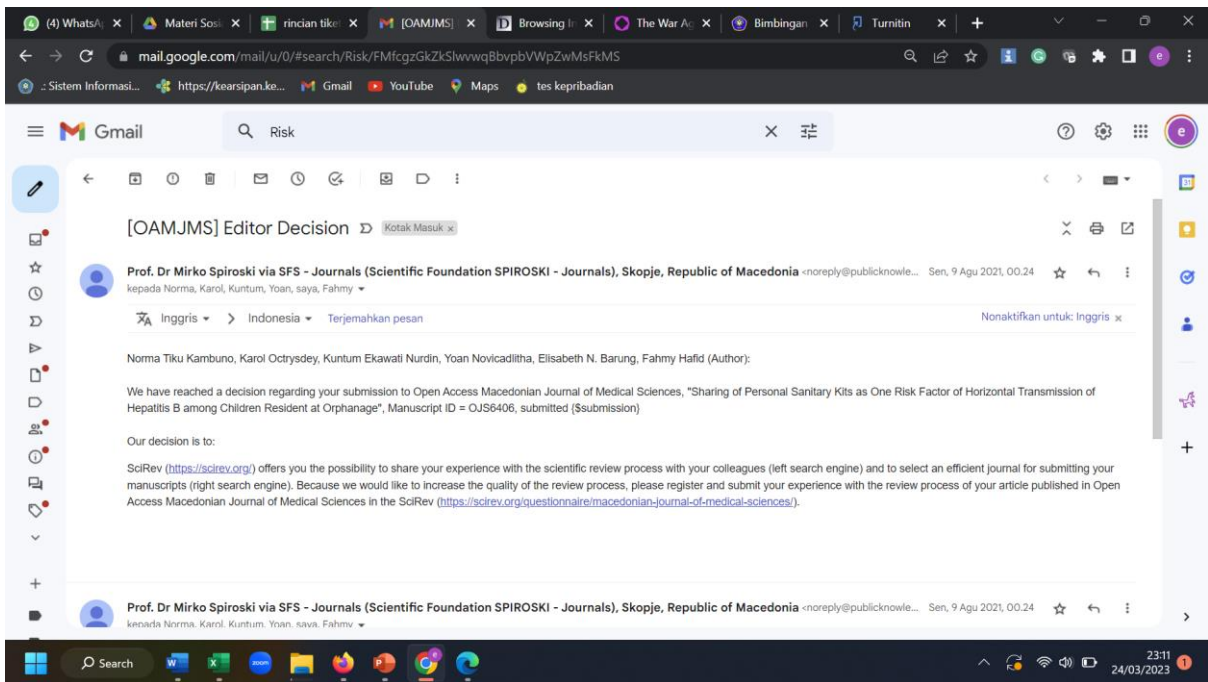 (4) WhatsA
Materi Sosi
rincian tike
[OAMJMS]
Browsing In
The War Ag
Bimbingan
Turnitin
mail.google.com/mail/u/0/#search/Risk/FMfcgzGkZkSlwvwqBbvpbVWpZwMsFkMS
.: Sistem Informasi...
https://kearsipan.ke...
Gmail
YouTube
Maps
tes kepribadian
Gmail
Risk
e
[OAMJMS] Editor Decision
Kotak Masuk x
Prof. Dr Mirko Spiroski via SFS - Journals (Scientific Foundation SPIROSKI - Journals), Skopje, Republic of Macedonia <noreply@publicknowle... Sen, 9 Agu 2021, 00.24
kepada Norma, Karol, Kuntum, Yoan, saya, Fahmy
Inggris > Indonesia Terjemahkan pesan
Nonaktifkan untuk: Inggris x
Norma Tiku Kambuno, Karol Octrysdey, Kuntum Ekawati Nurdin, Yoan Novicadlitha, Elisabeth N. Barung, Fahmy Hafid (Author):
We have reached a decision regarding your submission to Open Access Macedonian Journal of Medical Sciences, "Sharing of Personal Sanitary Kits as One Risk Factor of Horizontal Transmission of
Hepatitis B among Children Resident at Orphanage", Manuscript ID = OJS6406, submitted {$submission}
Our decision is to:
SciRev (https://scirev.org/) offers you the possibility to share your experience with the scientific review process with your colleagues (left search engine) and to select an efficient journal for submitting your
manuscripts (right search engine). Because we would like to increase the quality of the review process, please register and submit your experience with the review process of your article published in Open
Access Macedonian Journal of Medical Sciences in the SciRev (https://scirev.org/questionnaire/macedonian-journal-of-medical-sciences/).
Prof. Dr Mirko Spiroski via SFS - Journals (Scientific Foundation SPIROSKI - Journals), Skopje, Republic of Macedonia <noreply@publicknowle... Sen, 9 Agu 2021, 00.24
kepada Norma, Karol, Kuntum, Yoan, saya, Fahmy
Search
zoom
23:11
24/03/2023
1